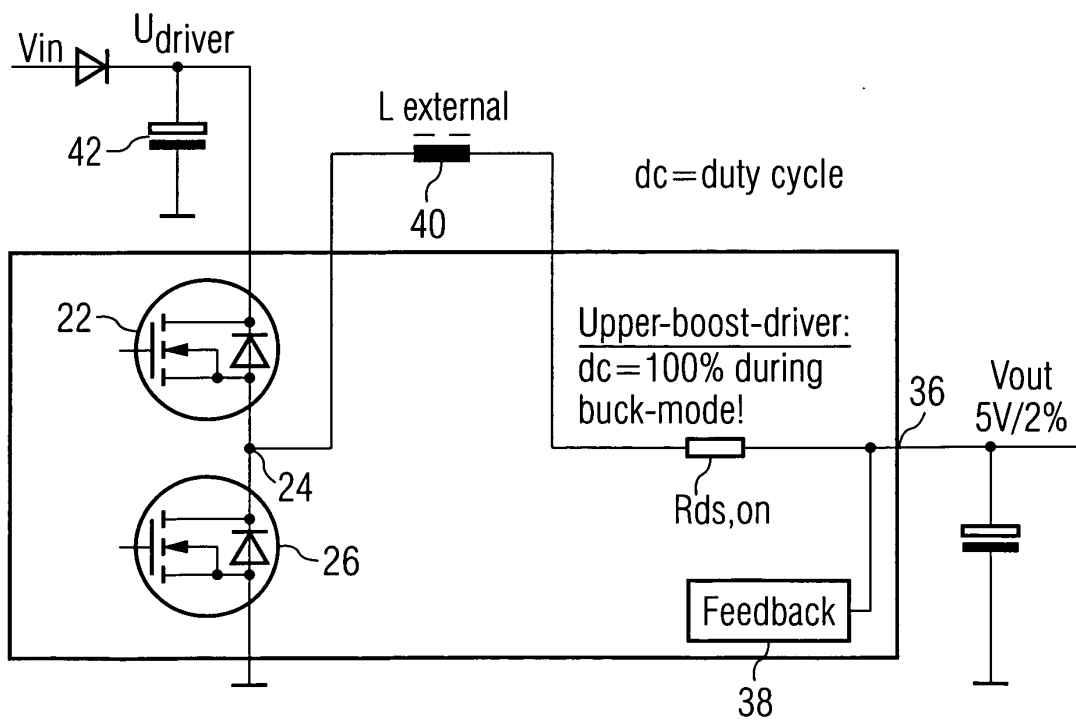 Vin
Udriver
42
L external
40
dc=duty cycle
22
Upper-boost-driver:
dc=100% during
buck-mode!
36
Vout
5V/2%
24
Rds,on
26
Feedback
38